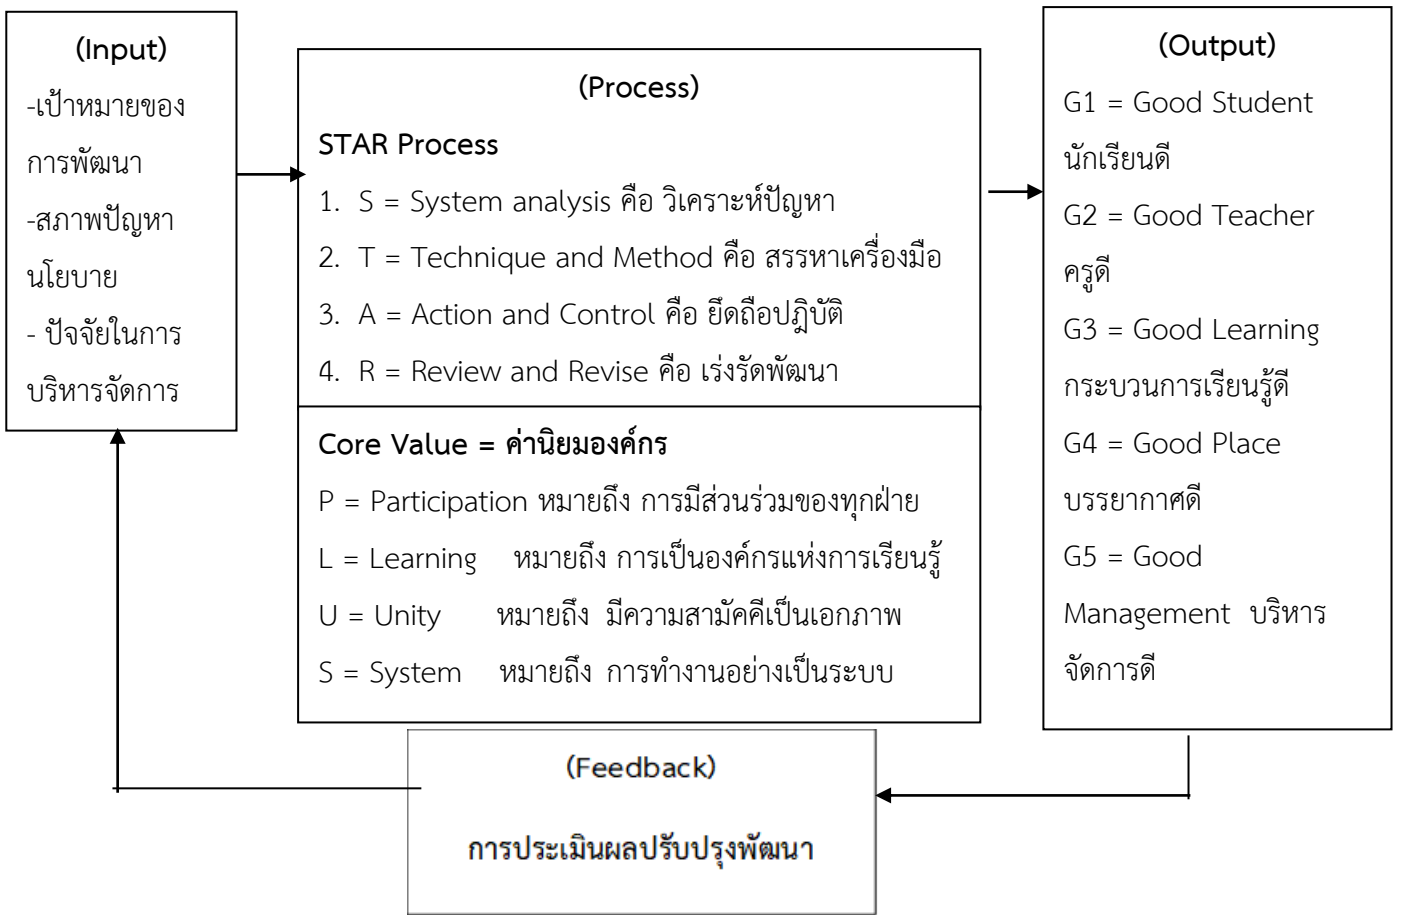 (Input)
-เป้าหมายของ
การพัฒนา
-สภาพปัญหา
นโยบาย
- ปัจจัยในการ
บริหารจัดการ
(Process)
STAR Process
1. S = System analysis คือ วิเคราะห์ปัญหา
2. T = Technique and Method คือ สรรหาเครื่องมือ
3. A = Action and Control คือ ยึดถือปฎิบัติ
4. R = Review and Revise คือ เร่งรัดพัฒนา
Core Value = ค่านิยมองค์กร
P = Participation หมายถึง การมีส่วนร่วมของทุกฝ่าย
L = Learning หมายถึง การเป็นองค์กรแห่งการเรียนรู้
U = Unity หมายถึง มีความสามัคคีเป็นเอกภาพ
S = System หมายถึง การทำงานอย่างเป็นระบบ
(Output)
G1 = Good Student
นักเรียนดี
G2 = Good Teacher
ครูดี
G3 = Good Learning
กระบวนการเรียนรู้ดี
G4 = Good Place
บรรยากาศดี
G5 = Good
Management บริหาร
จัดการดี
(Feedback)
การประเมินผลปรับปรุงพัฒนา